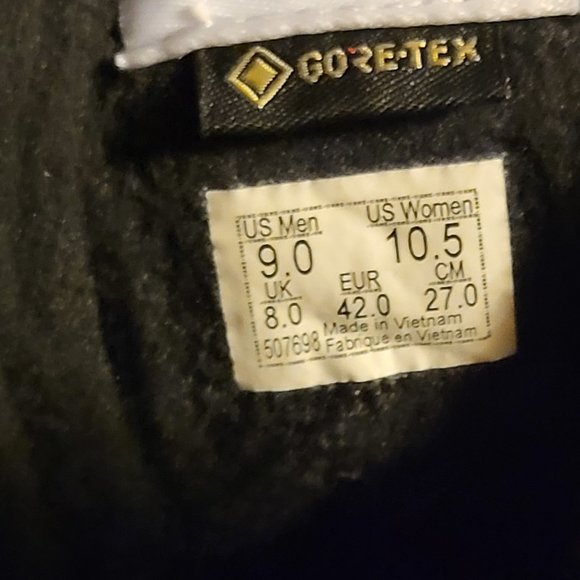 GORE-TEX
US Men US Women
9.0 10.5
UK EUR CM
8.0 42.0 27.0
Made in Vietnam
507698 Fabrique en Vietnam